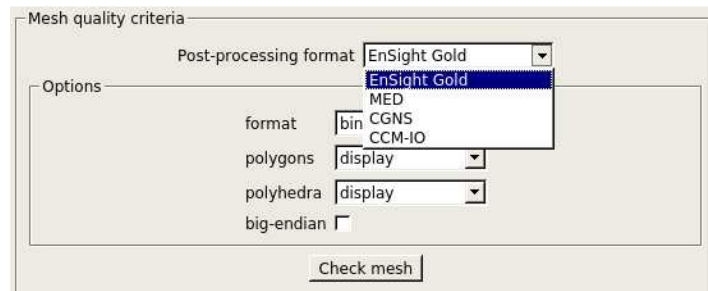 Mesh quality criteria
Post-processing format EnSight Gold
EnSight Gold
Options
MED
CGNS
CCM-IO
format bin
polygons display
polyhedra display
big-endian
Check mesh